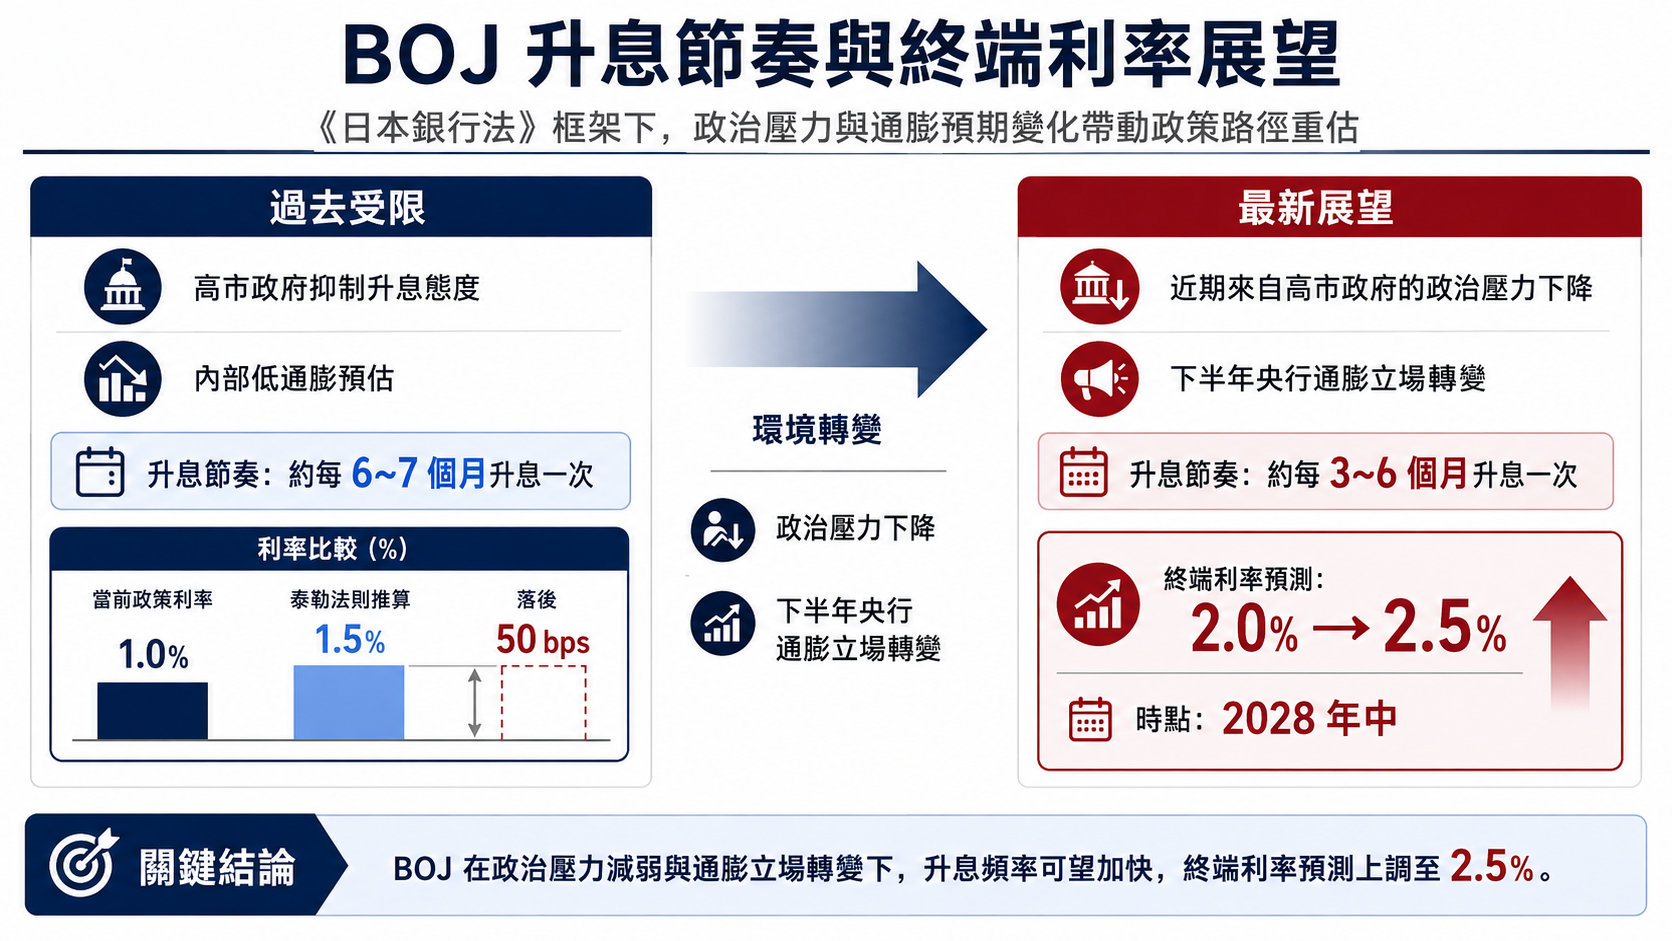 BOJ 升息節奏與終端利率展望
《日本銀行法》框架下，政治壓力與通膨預期變化帶動政策路徑重估
過去受限
高市政府抑制升息態度
內部低通膨預估
升息節奏：約每 6~7 個月升息一次
利率比較 (%)
當前政策利率
1.0%
泰勒法則推算
1.5%
落後
50 bps
環境轉變
政治壓力下降
下半年央行
通膨立場轉變
最新展望
近期來自高市政府的政治壓力下降
下半年央行通膨立場轉變
升息節奏：約每 3~6 個月升息一次
終端利率預測：
2.0% → 2.5%
時點：2028 年中
關鍵結論
BOJ 在政治壓力減弱與通膨立場轉變下，升息頻率可望加快，終端利率預測上調至 2.5%。